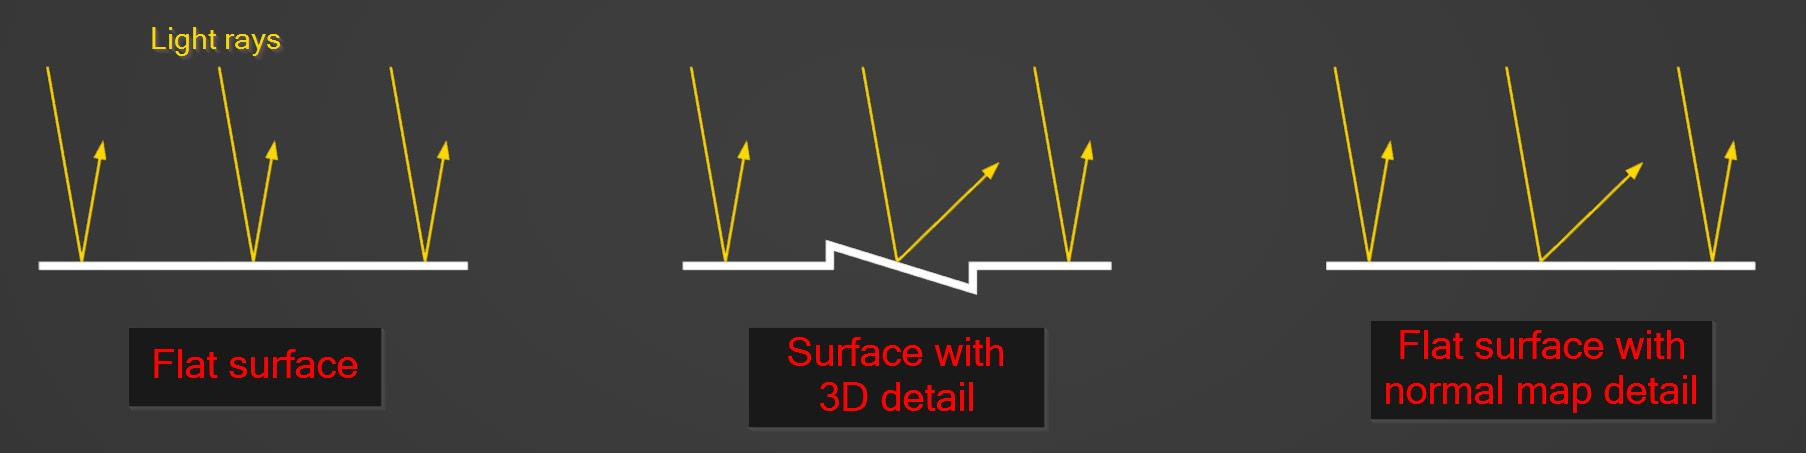 Light rays
Flat surface
Surface with
3D detail
Flat surface with
normal map detail